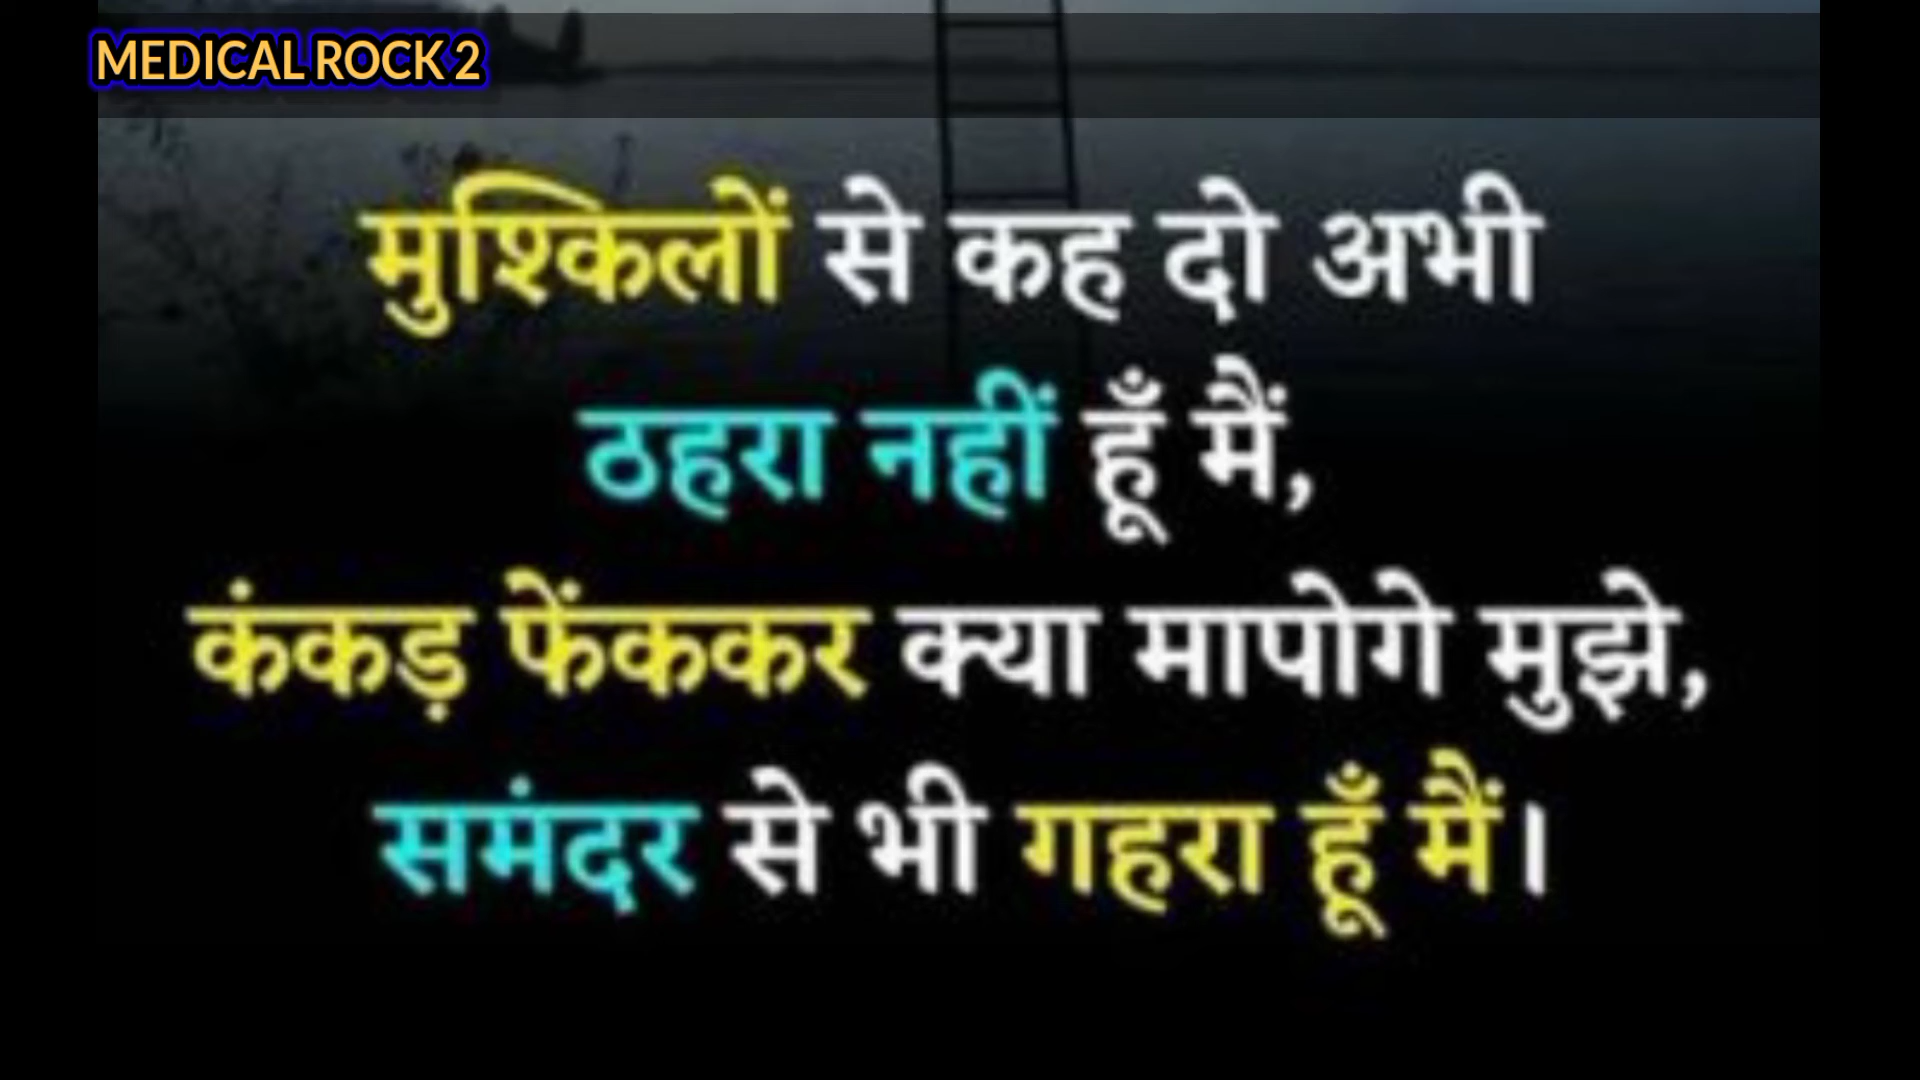 MEDICAL ROCK 2
मुश्किलों से कह दो अभी
ठहरा नहीं हूँ मैं,
कंकड़ फेंककर क्या मापोगे मुझे,
समंदर से भी गहरा हूँ मैं।